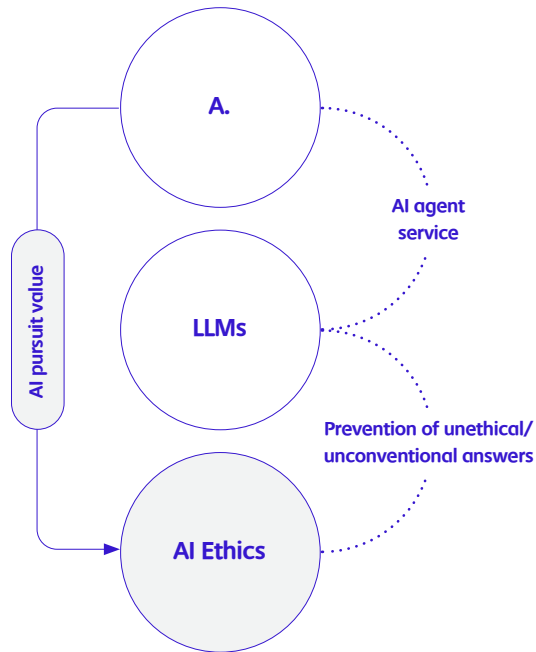 A.
AI agent
service
AI pursuit value
LLMs
Prevention of unethical/
unconventional answers
AI Ethics